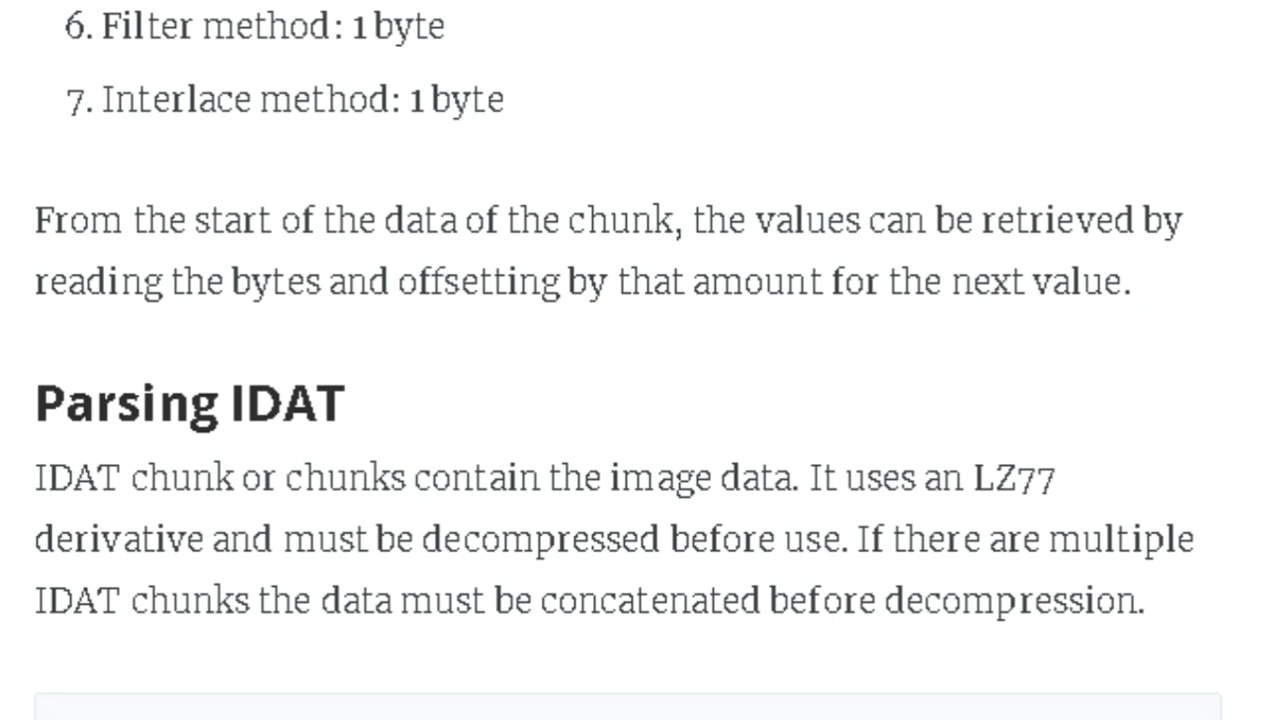 6. Filter method: 1 byte
7. Interlace method: 1 byte
From the start of the data of the chunk, the values can be retrieved by
reading the bytes and offsetting by that amount for the next value.
Parsing IDAT
IDAT chunk or chunks contain the image data. It uses an LZ77
derivative and must be decompressed before use. If there are multiple
IDAT chunks the data must be concatenated before decompression.